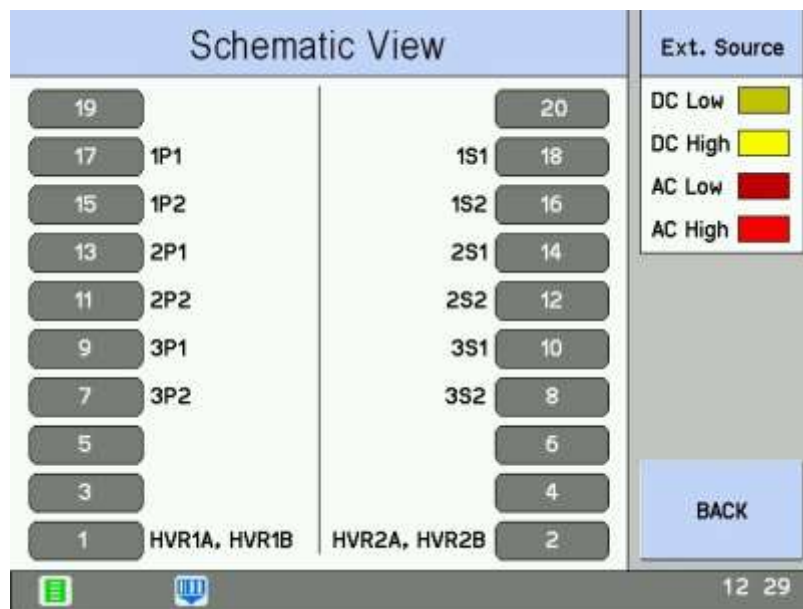 Schematic View
Ext. Source
19 20 DC Low
17 1P1 1S1 18 DC High
15 1P2 1S2 16 AC Low
13 2P1 2S1 14 AC High
11 2P2 2S2 12
9 3P1 3S1 10
7 3P2 3S2 8
5 6
3 4
1 HVR1A, HVR1B HVR2A, HVR2B 2
BACK
12 29